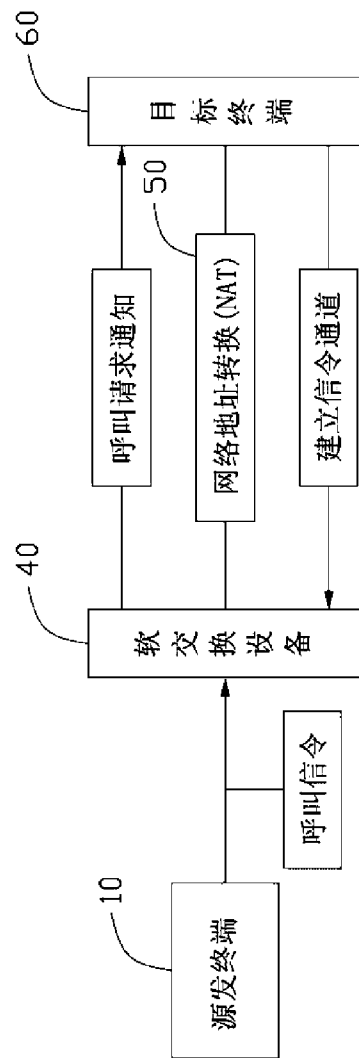 10
源发终端
呼叫信令
40
软交换设备
呼叫请求通知
50
网络地址转换(NAT)
建立信令通道
60
目标终端